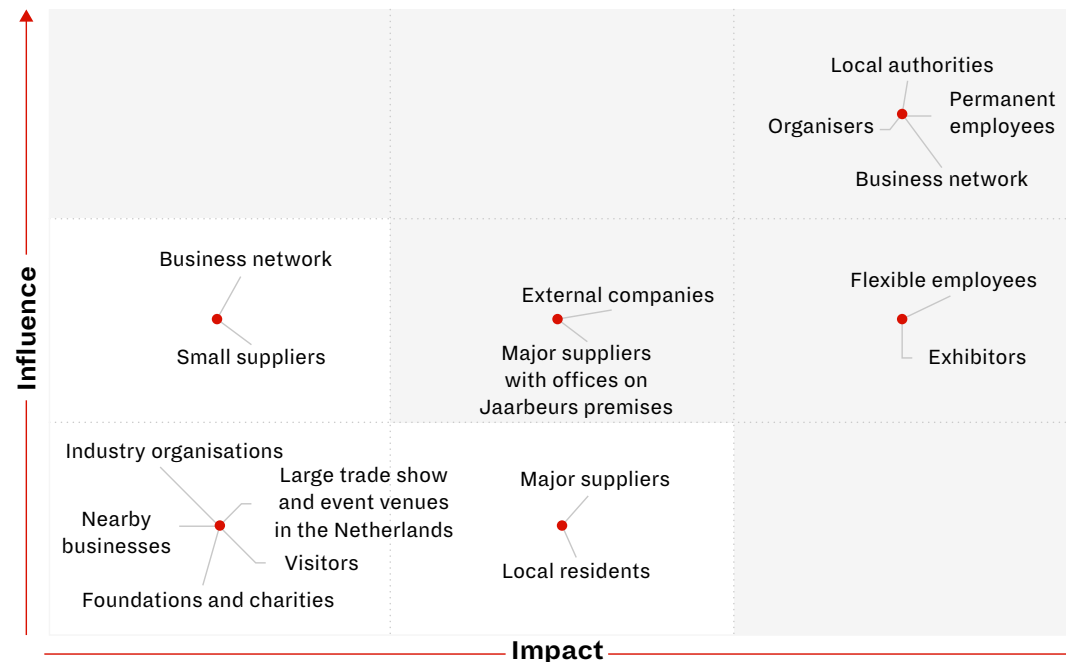 Influence
Local authorities
Organisers
Permanent
employees
Business network
Business network
Small suppliers
External companies
Major suppliers
with offices on
Jaarbeurs premises
Flexible employees
Exhibitors
Industry organisations
Large trade show
and event venues
in the Netherlands
Nearby
businesses
Visitors
Foundations and charities
Major suppliers
Local residents
Impact